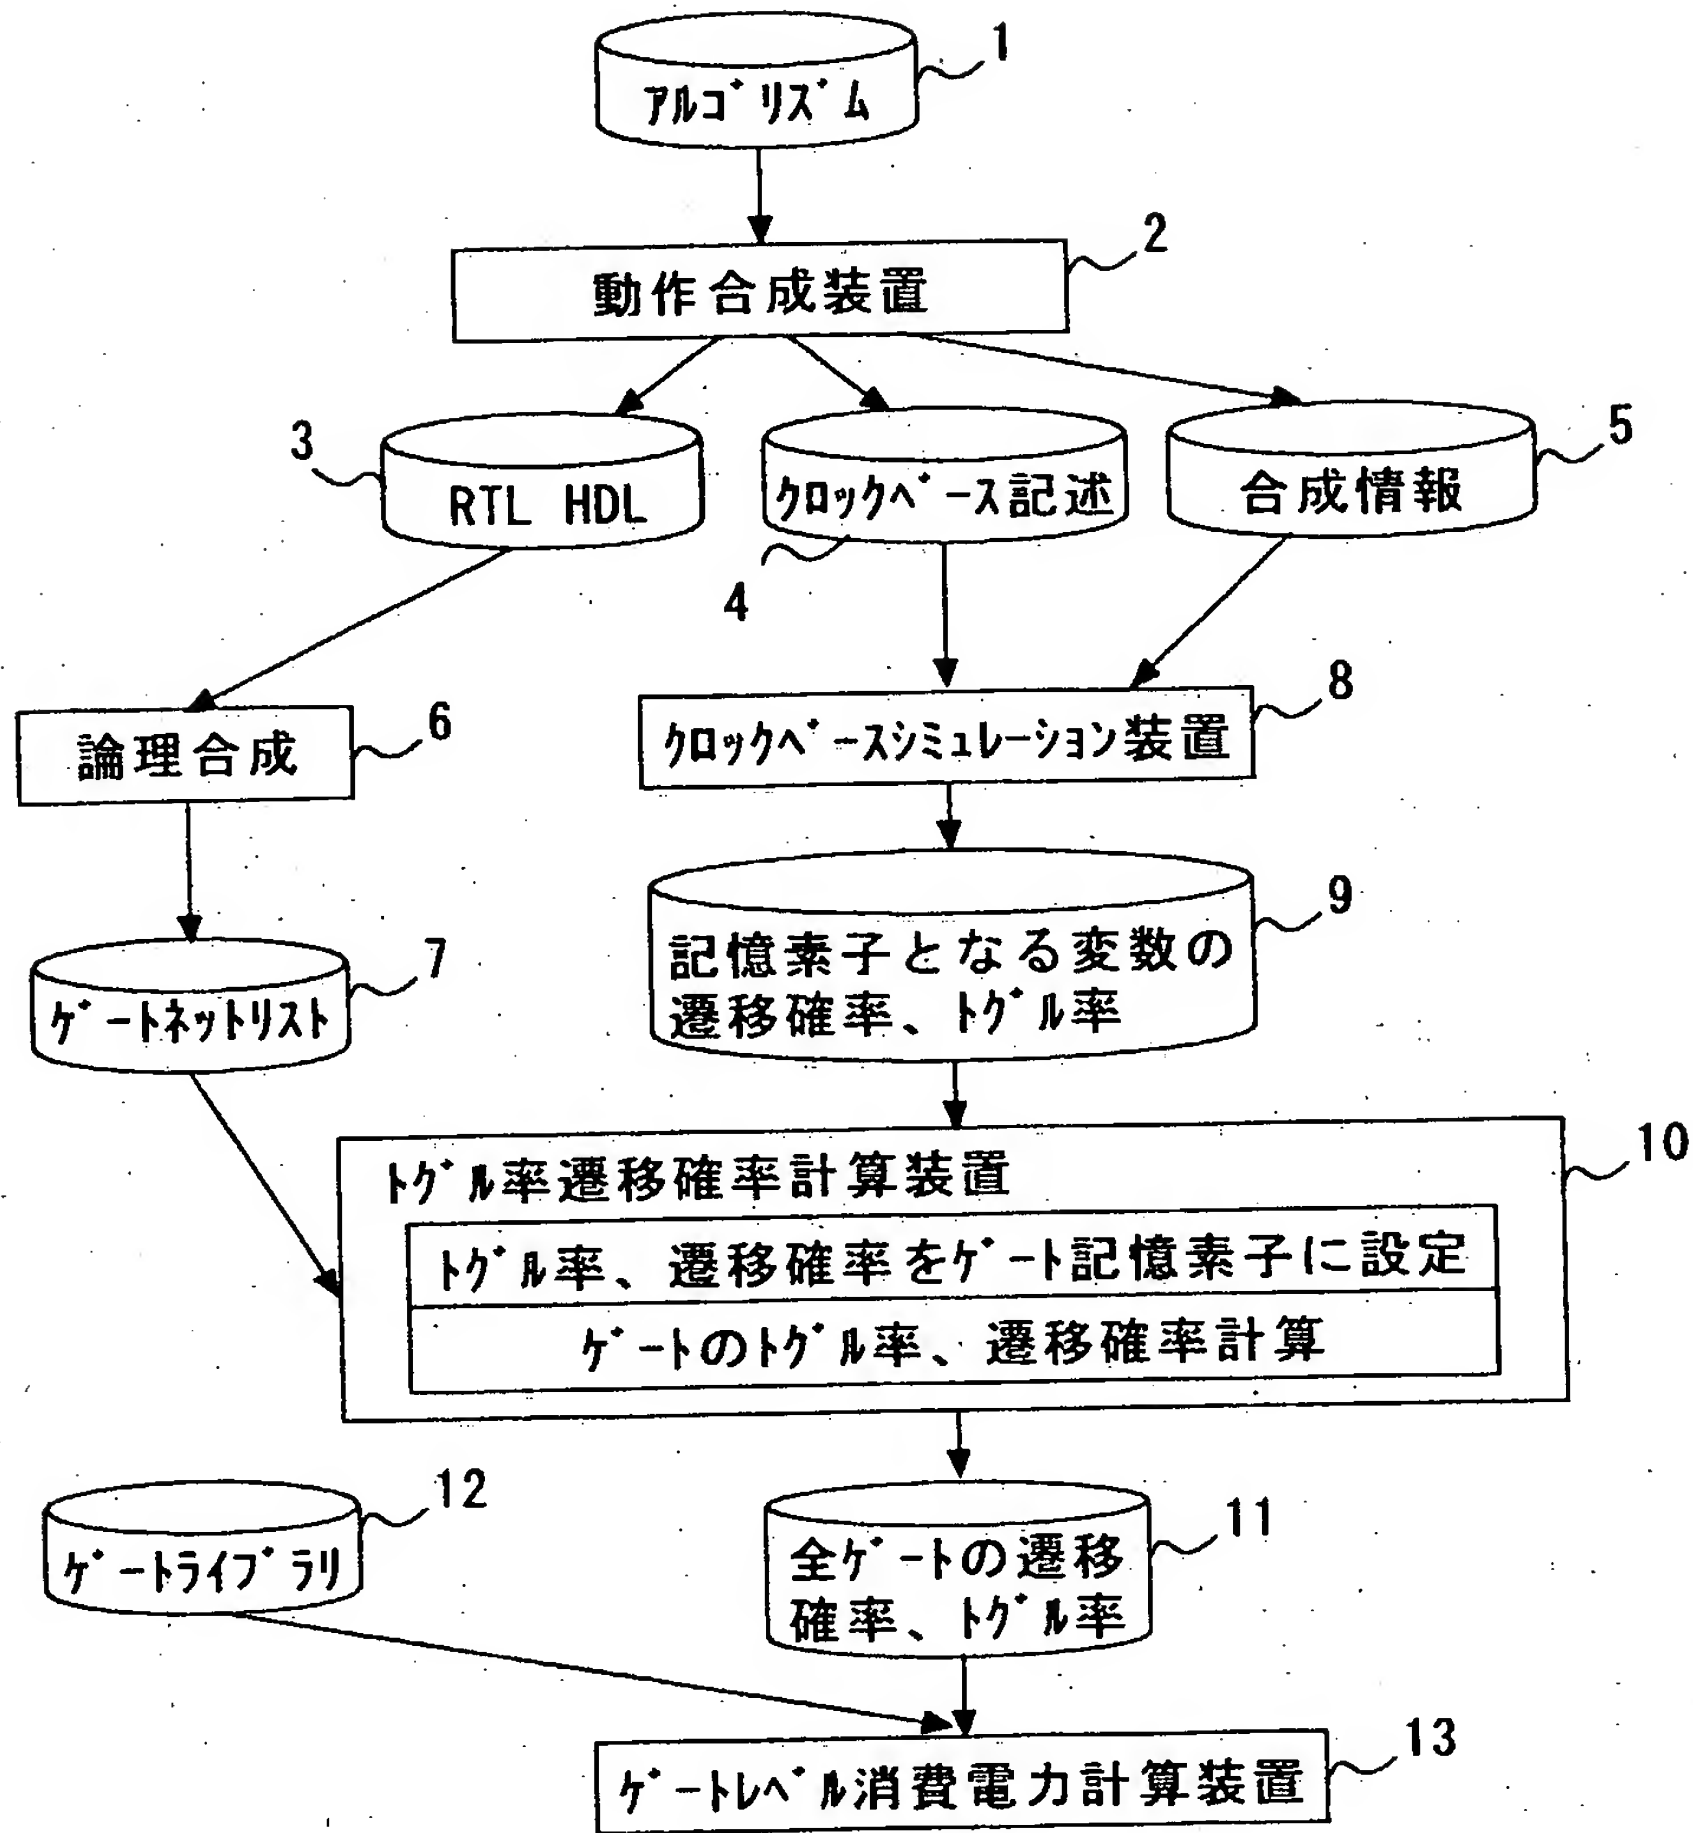 1
ｱﾙｺﾞﾘｽﾞﾑ
2
動作合成装置
3
RTL HDL
ｸﾛｯｸﾍﾞｰｽ記述
4
合成情報
5
論理合成
6
ｸﾛｯｸﾍﾞｰｽｼﾐｭﾚｰｼｮﾝ装置
8
ｹﾞｰﾄﾈｯﾄﾘｽﾄ
7
記憶素子となる変数の
遷移確率、ﾄｸﾞﾙ率
9
ﾄｸﾞﾙ率遷移確率計算装置
10
ﾄｸﾞﾙ率、遷移確率をｹﾞｰﾄ記憶素子に設定
ｹﾞｰﾄのﾄｸﾞﾙ率、遷移確率計算
12
ｹﾞｰﾄﾗｲﾌﾞﾗﾘ
11
全ｹﾞｰﾄの遷移
確率、ﾄｸﾞﾙ率
13
ｹﾞｰﾄﾚﾍﾞﾙ消費電力計算装置